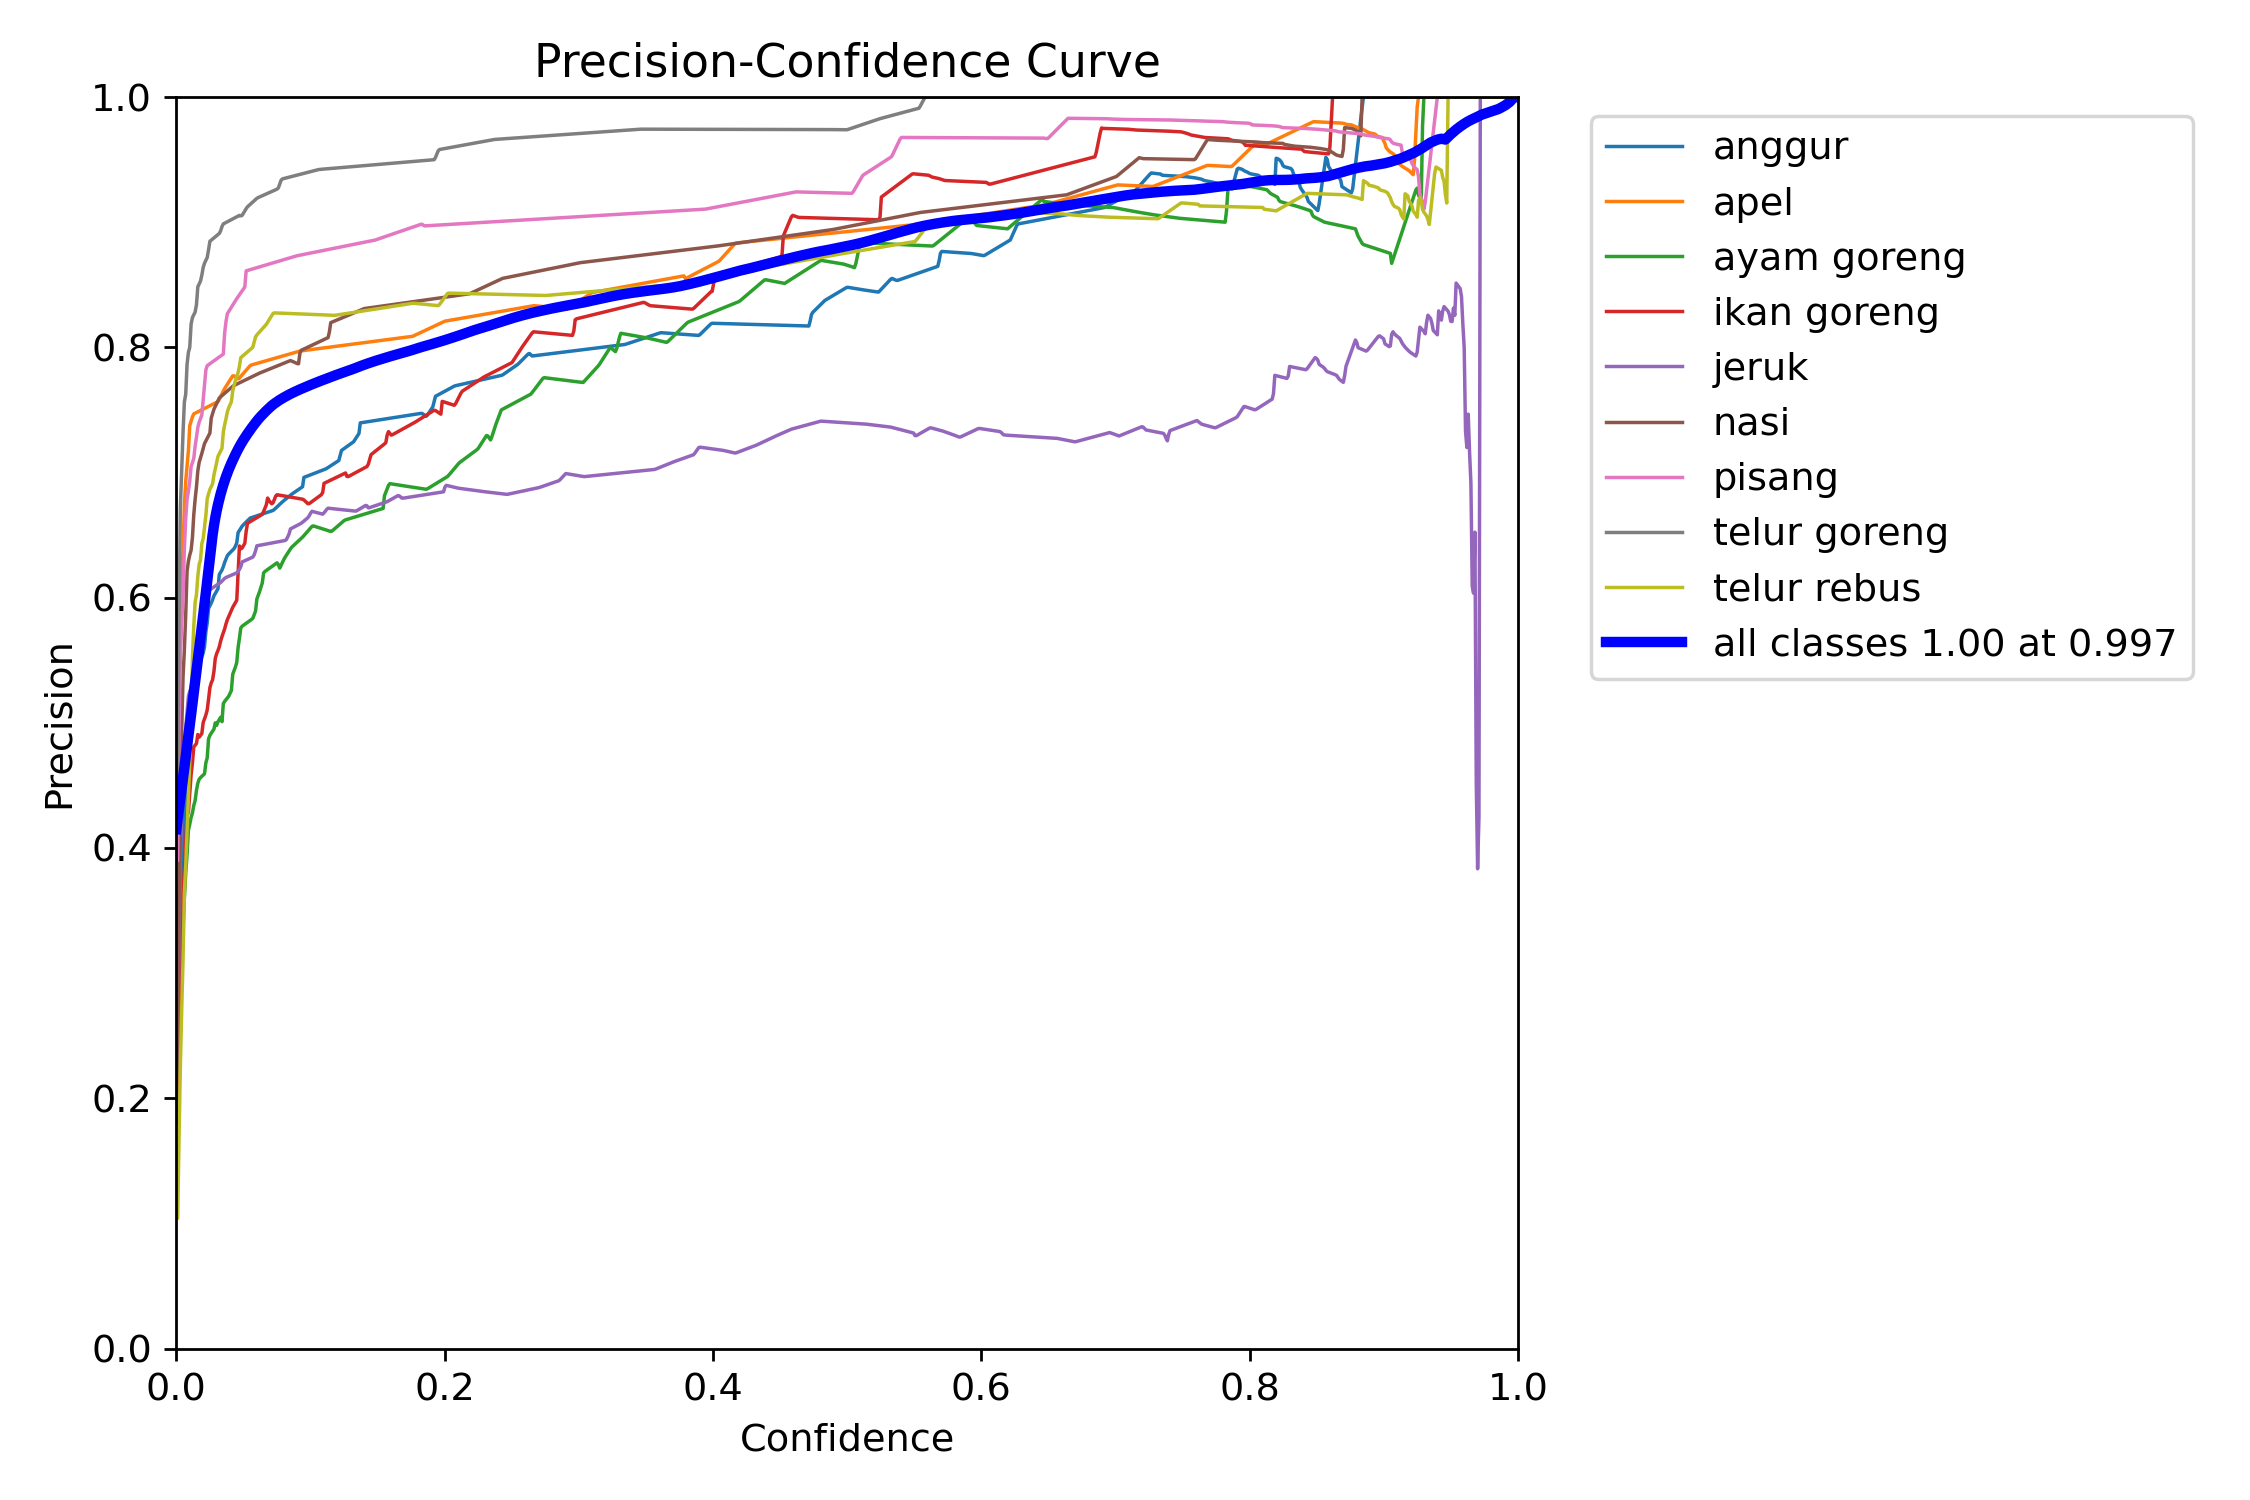 Precision-Confidence Curve
1.0
0.8
0.6
0.4
0.2
0.0
Precision
0.0 0.2 0.4 0.6 0.8 1.0
Confidence
anggur
apel
ayam goreng
ikan goreng
jeruk
nasi
pisang
telur goreng
telur rebus
all classes 1.00 at 0.997